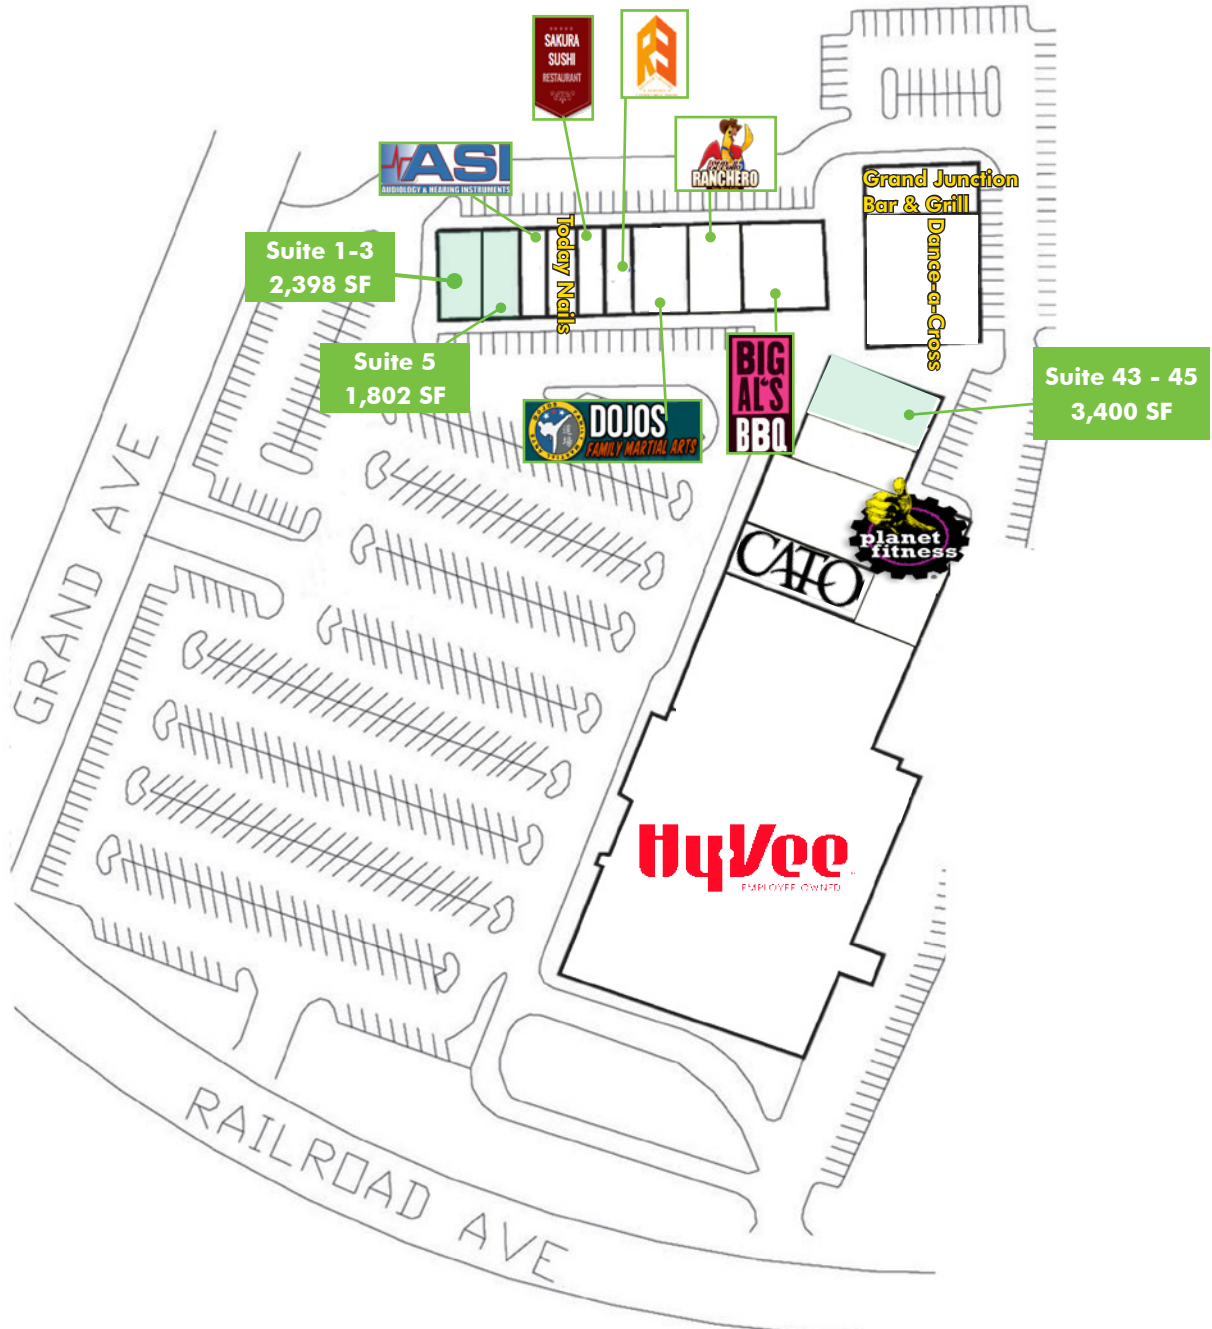 SAKURA
SUSHI
RESTAURANT
ASI
AUDIOLOGY & HEARING INSTRUMENTS
RANCHERO
Grand Junction
Bar & Grill
Dance-a-Cross
Today Nails
Suite 1-3
2,398 SF
Suite 5
1,802 SF
DOJOS
FAMILY MARTIAL ARTS
BIG
AL'S
BBQ
Suite 43 - 45
3,400 SF
planet
fitness
CATO
HyVee
EMPLOYEE OWNED
GRAND AVE
RAILROAD AVE